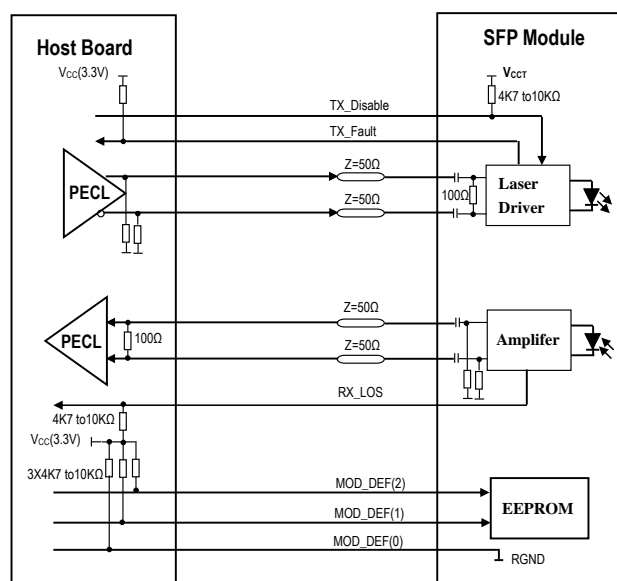 Host Board
SFP Module
Vcc(3.3V)
VCCT
4K7 to10KΩ
TX_Disable
TX_Fault
Z=50Ω
PECL
100Ω
Laser
Driver
Z=50Ω
Z=50Ω
PECL
100Ω
Amplifer
Z=50Ω
RX_LOS
4K7 to10KΩ
Vcc(3.3V)
3X4K7 to10KΩ
MOD_DEF(2)
EEPROM
MOD_DEF(1)
MOD_DEF(0)
RGND